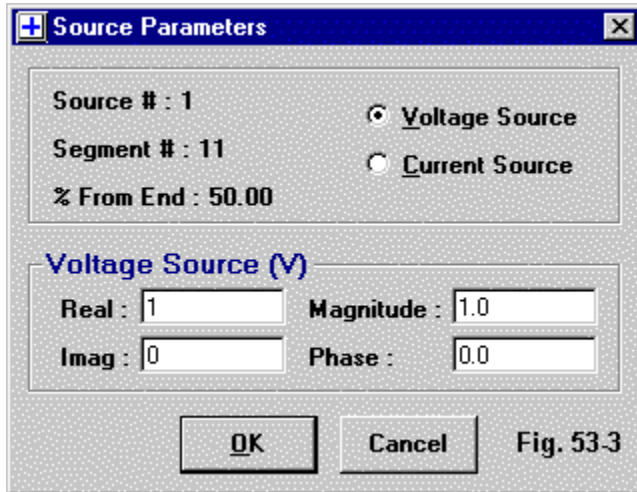 Source Parameters
Source # : 1
Segment # : 11
% From End : 50.00
Voltage Source
Current Source
Voltage Source (V)
Real : 1 Magnitude : 1.0
Imag : 0 Phase : 0.0
OK Cancel Fig. 53-3